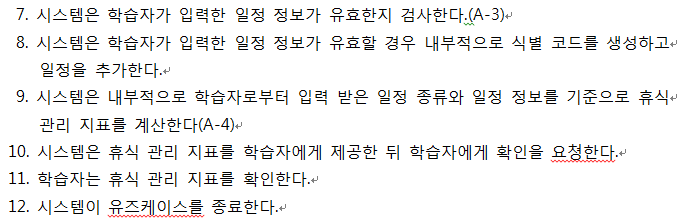 7. 시스템은 학습자가 입력한 일정 정보가 유효한지 검사한다.(A-3)
8. 시스템은 학습자가 입력한 일정 정보가 유효할 경우 내부적으로 식별 코드를 생성하고
일정을 추가한다.
9. 시스템은 내부적으로 학습자로부터 입력 받은 일정 종류와 일정 정보를 기준으로 휴식
관리 지표를 계산한다(A-4)
10. 시스템은 휴식 관리 지표를 학습자에게 제공한 뒤 학습자에게 확인을 요청한다.
11. 학습자는 휴식 관리 지표를 확인한다.
12. 시스템이 유즈케이스를 종료한다.